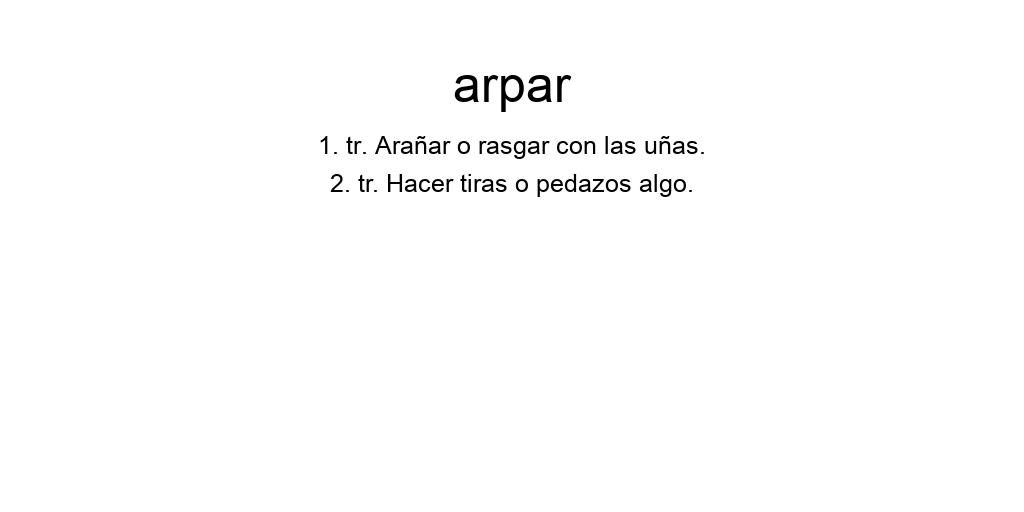 arpar
1. tr. Arañar o rasgar con las uñas.
2. tr. Hacer tiras o pedazos algo.